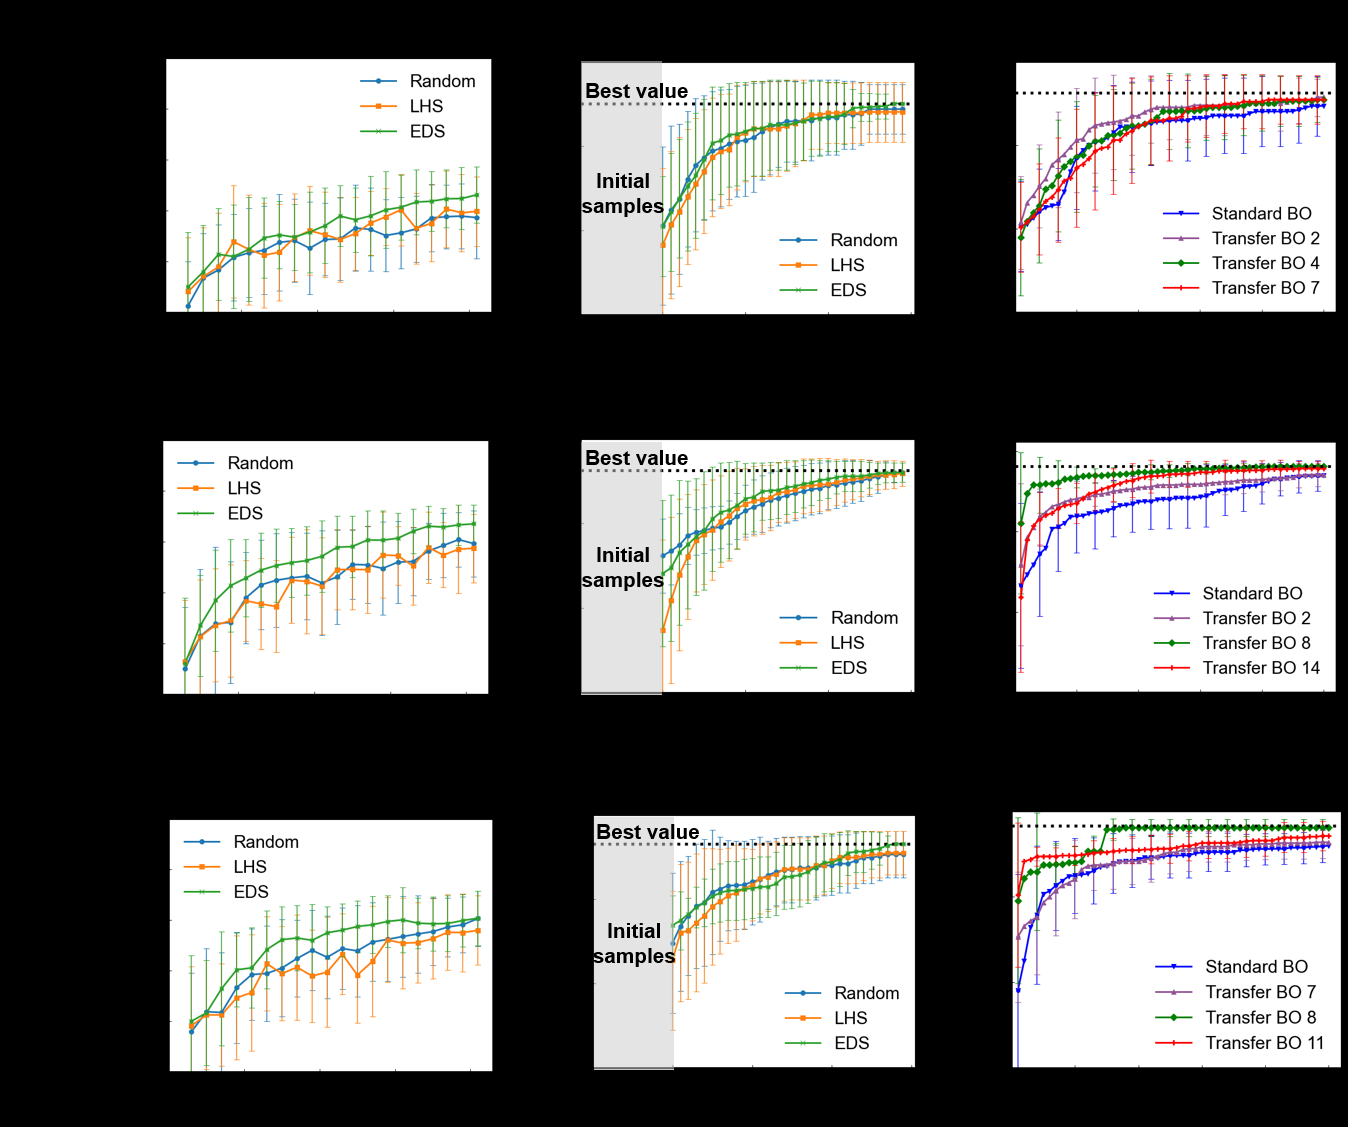 Random
LHS
EDS
Best value
Initial
samples
Random
LHS
EDS
Standard BO
Transfer BO 2
Transfer BO 4
Transfer BO 7
Random
LHS
EDS
Best value
Initial
samples
Random
LHS
EDS
Standard BO
Transfer BO 2
Transfer BO 8
Transfer BO 14
Random
LHS
EDS
Best value
Initial
samples
Random
LHS
EDS
Standard BO
Transfer BO 7
Transfer BO 8
Transfer BO 11